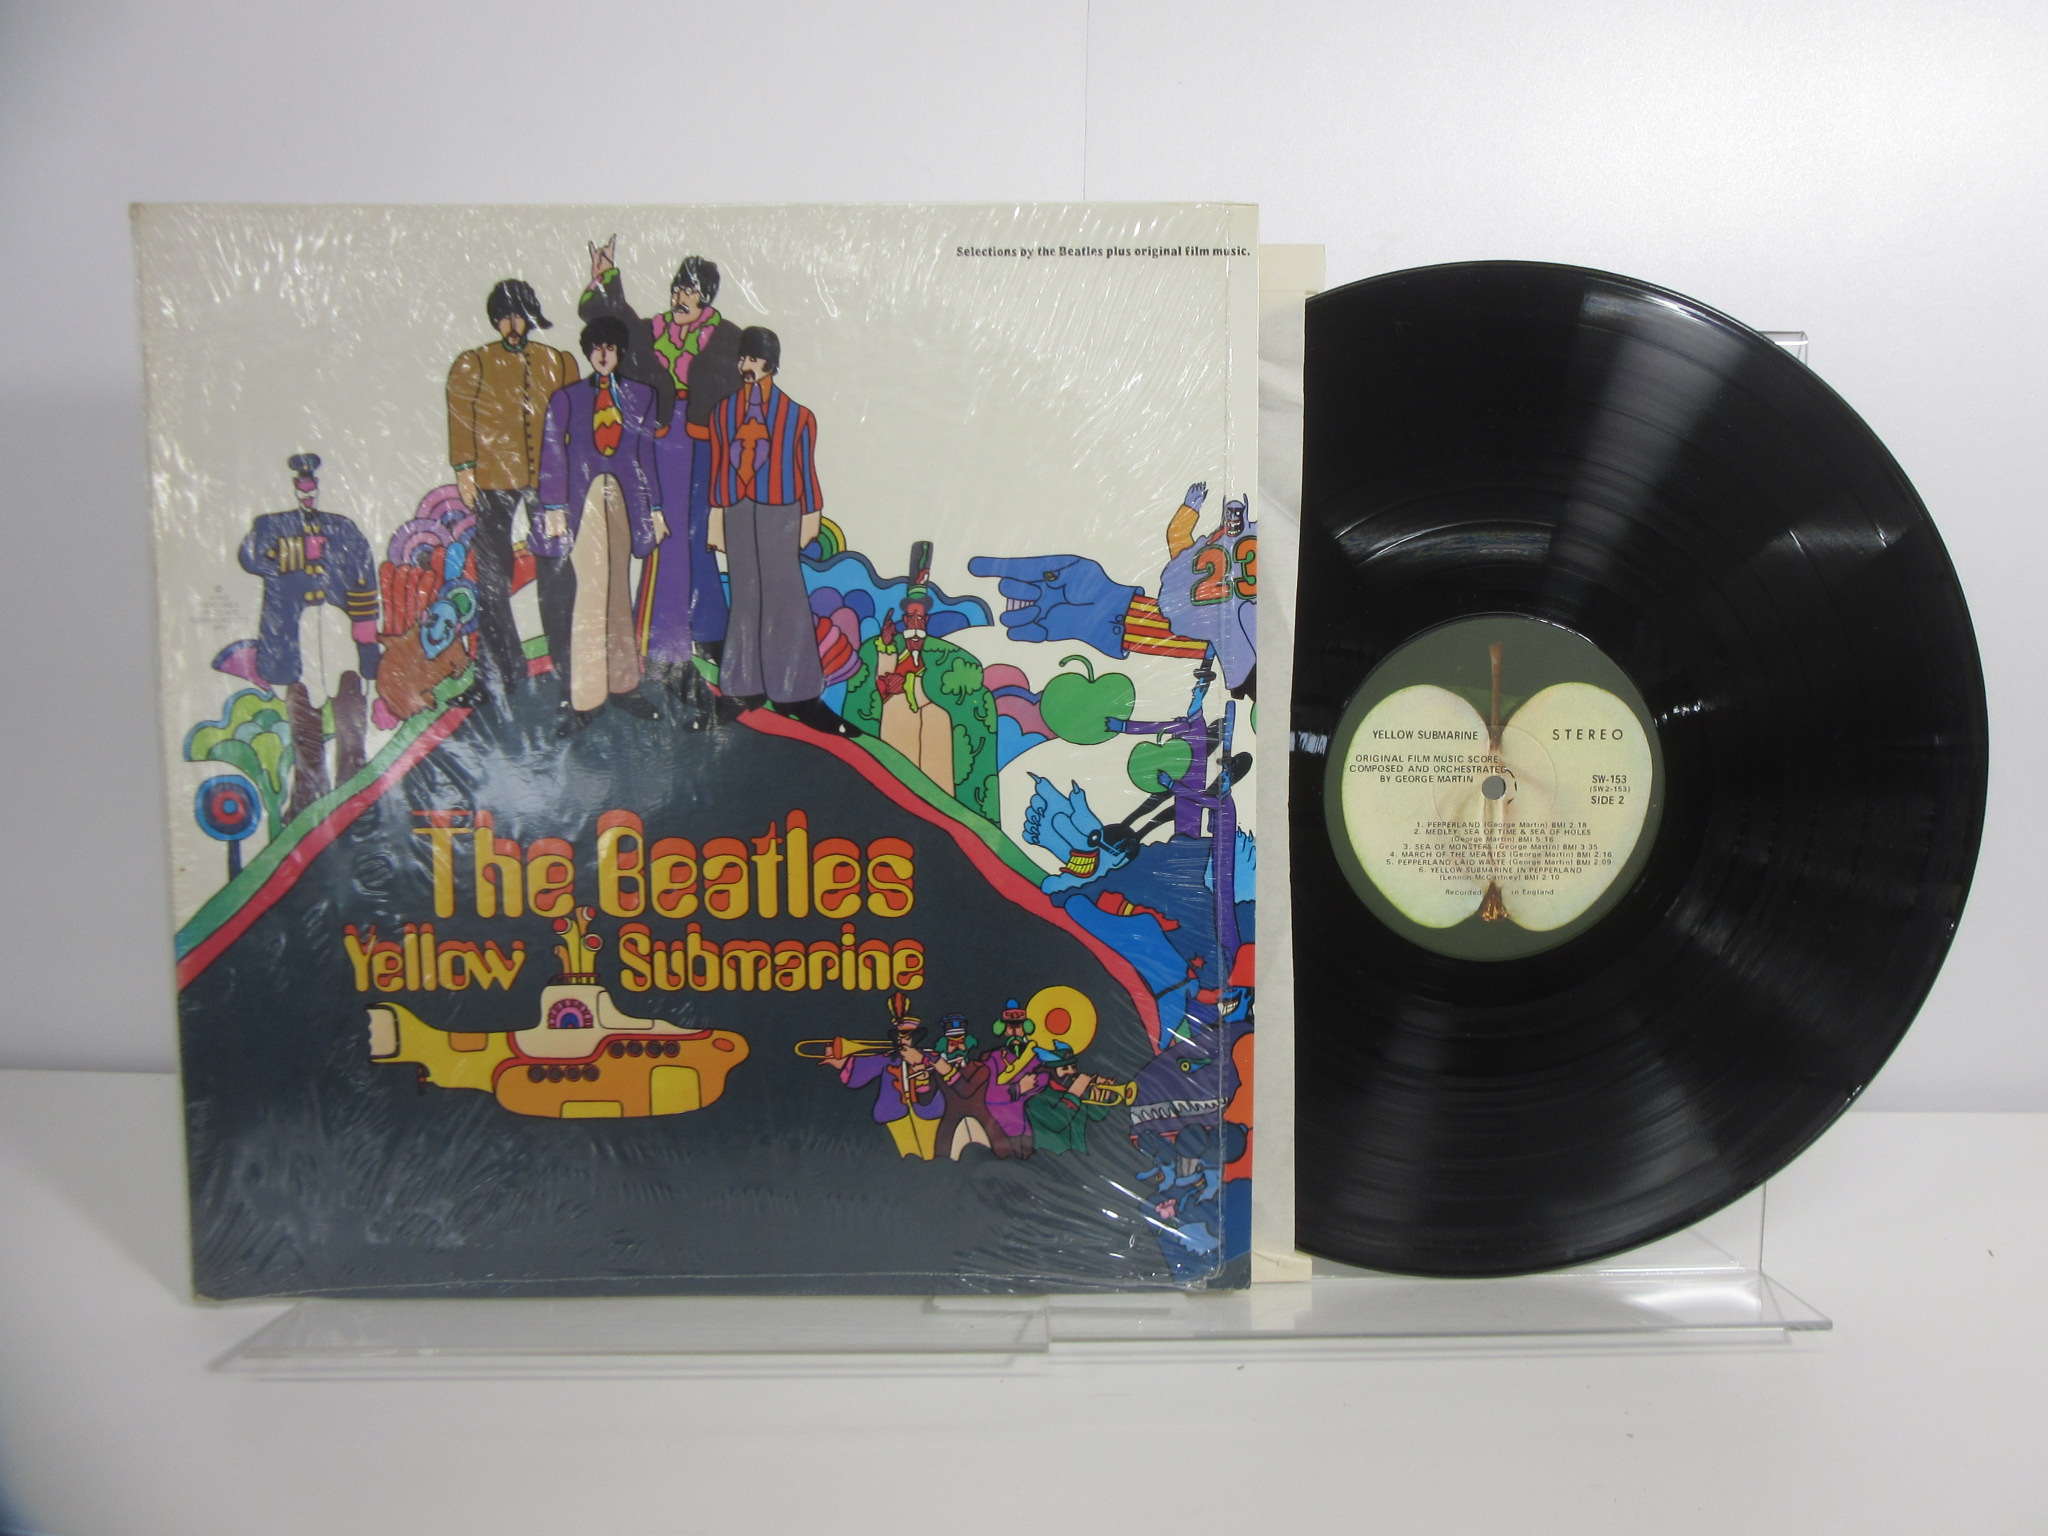 Selections by the Beatles plus original film music.
23
The Beatles
Yellow Submarine
YELLOW SUBMARINE
STEREO
ORIGINAL FILM MUSIC SCORE
COMPOSED AND ORCHESTRATED
BY GEORGE MARTIN
SW-153
(SW2-153)
SIDE 2
1. PEPPERLAND (George Martin) BMI 2:18
2. MEDLEY: SEA OF TIME & SEA OF HOLES
(George Martin) BMI 5:16
3. SEA OF MONSTERS (George Martin) BMI 3:35
4. MARCH OF THE MEANIES (George Martin) BMI 2:16
5. PEPPERLAND LAID WASTE (George Martin) BMI 2:09
6. YELLOW SUBMARINE IN PEPPERLAND
(Lennon-McCartney) BMI 2:10
Recorded in England